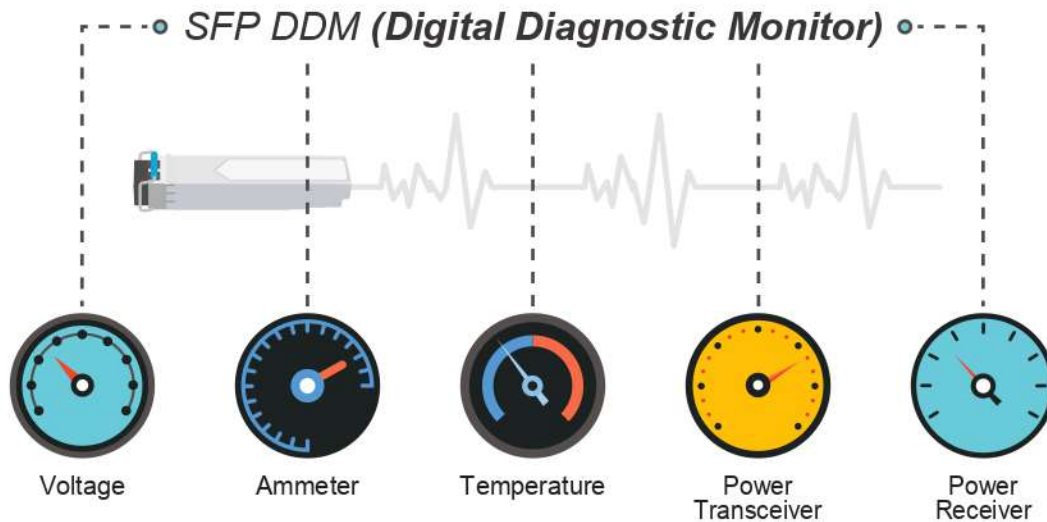 SFP DDM (Digital Diagnostic Monitor)
Voltage
Ammeter
Temperature
Power
Transceiver
Power
Receiver